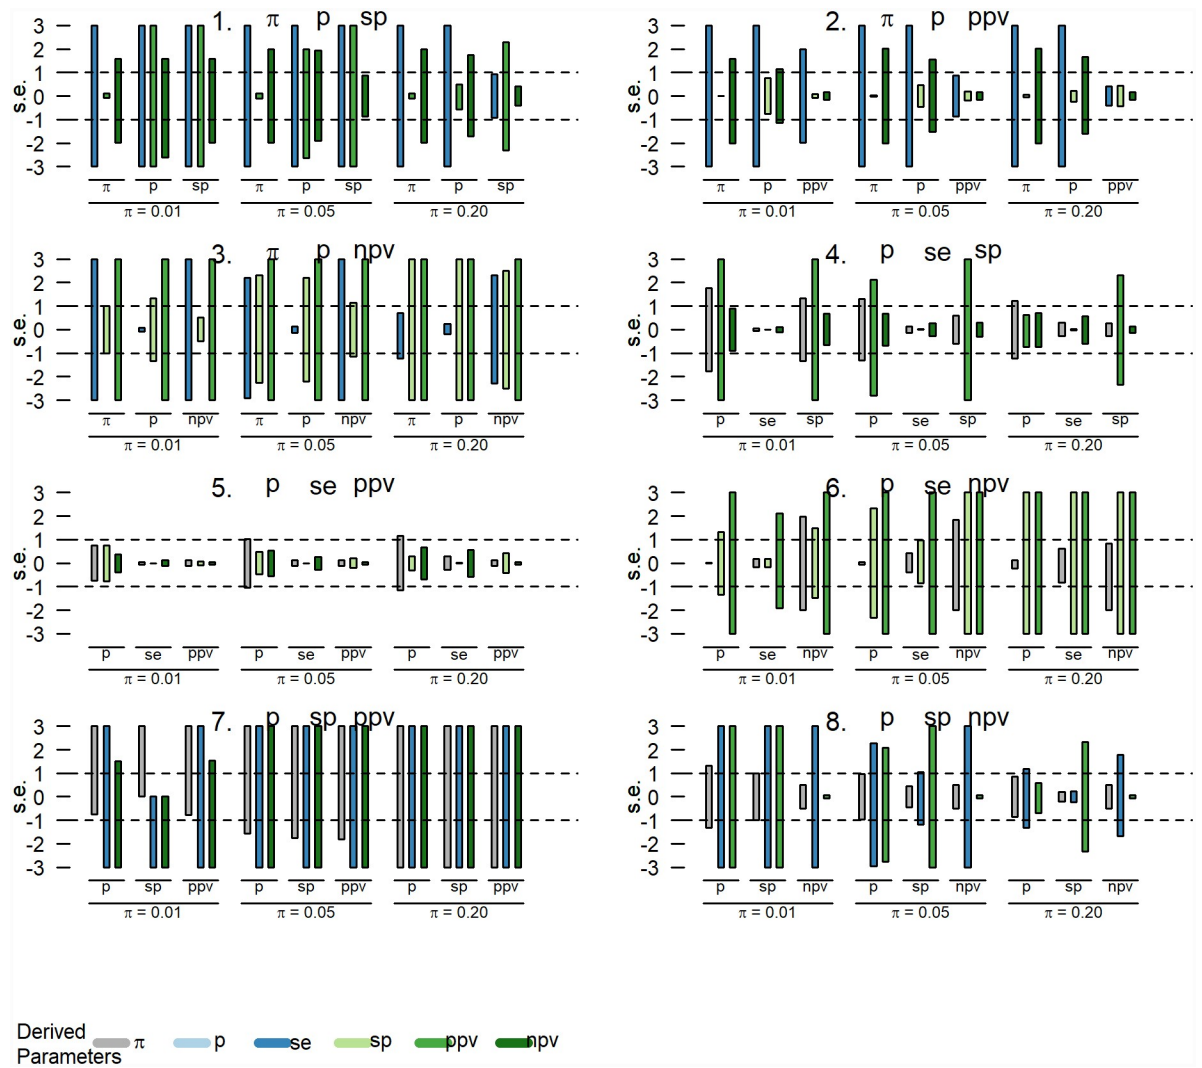 1. π p sp
s.e.
3
2
1
0
-1
-2
-3
π p sp π p sp π p sp
π = 0.01 π = 0.05 π = 0.20
2. π p ppv
s.e.
3
2
1
0
-1
-2
-3
π p ppv π p ppv π p ppv
π = 0.01 π = 0.05 π = 0.20
3. π p npv
s.e.
3
2
1
0
-1
-2
-3
π p npv π p npv π p npv
π = 0.01 π = 0.05 π = 0.20
4. p se sp
s.e.
3
2
1
0
-1
-2
-3
p se sp p se sp p se sp
π = 0.01 π = 0.05 π = 0.20
5. p se ppv
s.e.
3
2
1
0
-1
-2
-3
p se ppv p se ppv p se ppv
π = 0.01 π = 0.05 π = 0.20
6. p se npv
s.e.
3
2
1
0
-1
-2
-3
p se npv p se npv p se npv
π = 0.01 π = 0.05 π = 0.20
7. p sp ppv
s.e.
3
2
1
0
-1
-2
-3
p sp ppv p sp ppv p sp ppv
π = 0.01 π = 0.05 π = 0.20
8. p sp npv
s.e.
3
2
1
0
-1
-2
-3
p sp npv p sp npv p sp npv
π = 0.01 π = 0.05 π = 0.20
Derived
Parameters
π p se sp ppv npv